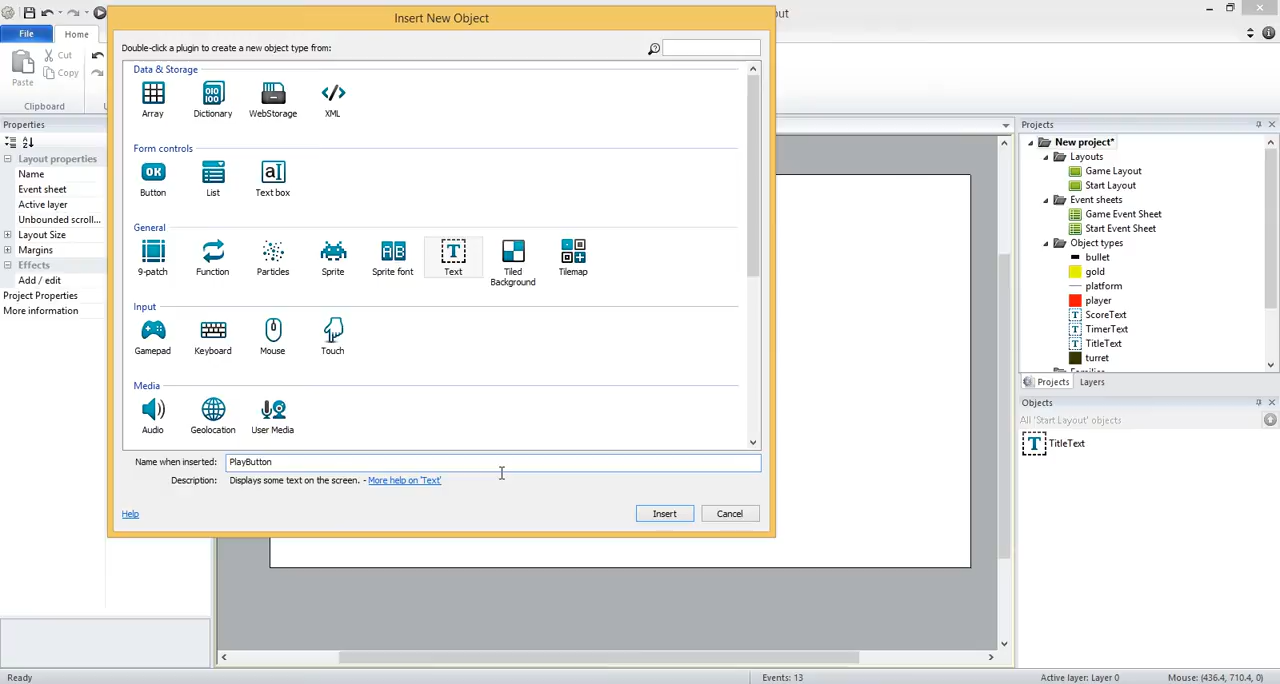 Insert New Object
out
File
Home
Cut
Copy
Paste
Clipboard
U
Double-click a plugin to create a new object type from:
Data & Storage
Array
Dictionary
WebStorage
XML
Form controls
Button
List
Text box
General
9-patch
Function
Particles
Sprite
Sprite font
Text
Tiled Background
Tilemap
Input
Gamepad
Keyboard
Mouse
Touch
Media
Audio
Geolocation
User Media
Name when inserted:
PlayButton
Description:
Displays some text on the screen. - More help on 'Text'
Help
Insert
Cancel
Properties
Layout properties
Name
Event sheet
Active layer
Unbounded scroll...
Layout Size
Margins
Effects
Add / edit
Project Properties
More information
Projects
New project*
Layouts
Game Layout
Start Layout
Event sheets
Game Event Sheet
Start Event Sheet
Object types
bullet
gold
platform
player
ScoreText
TimerText
TitleText
turret
Projects
Layers
Objects
All 'Start Layout' objects
TitleText
Ready
Events: 13
Active layer: Layer 0
Mouse: (436.4, 710.4, 0)